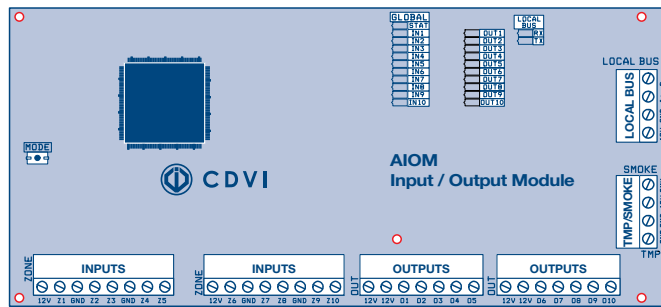 GLOBAL
STAT
IN1
IN2
IN3
IN4
IN5
IN6
IN7
IN8
IN9
IN10
OUT1
OUT2
OUT3
OUT4
OUT5
OUT6
OUT7
OUT8
OUT9
OUT10
LOCAL
BUS
RX
TX
LOCAL BUS
LOCAL BUS
MODE
CDVI
AIOM
Input / Output Module
SMOKE
TMP/SMOKE
TMP
ZONE
INPUTS
12V Z1 GND Z2 Z3 GND Z4 Z5
ZONE
INPUTS
12V Z6 GND Z7 Z8 GND Z9 Z10
OUT
OUTPUTS
12V 12V O1 O2 O3 O4 O5
OUT
OUTPUTS
12V 12V O6 O7 O8 O9 O10